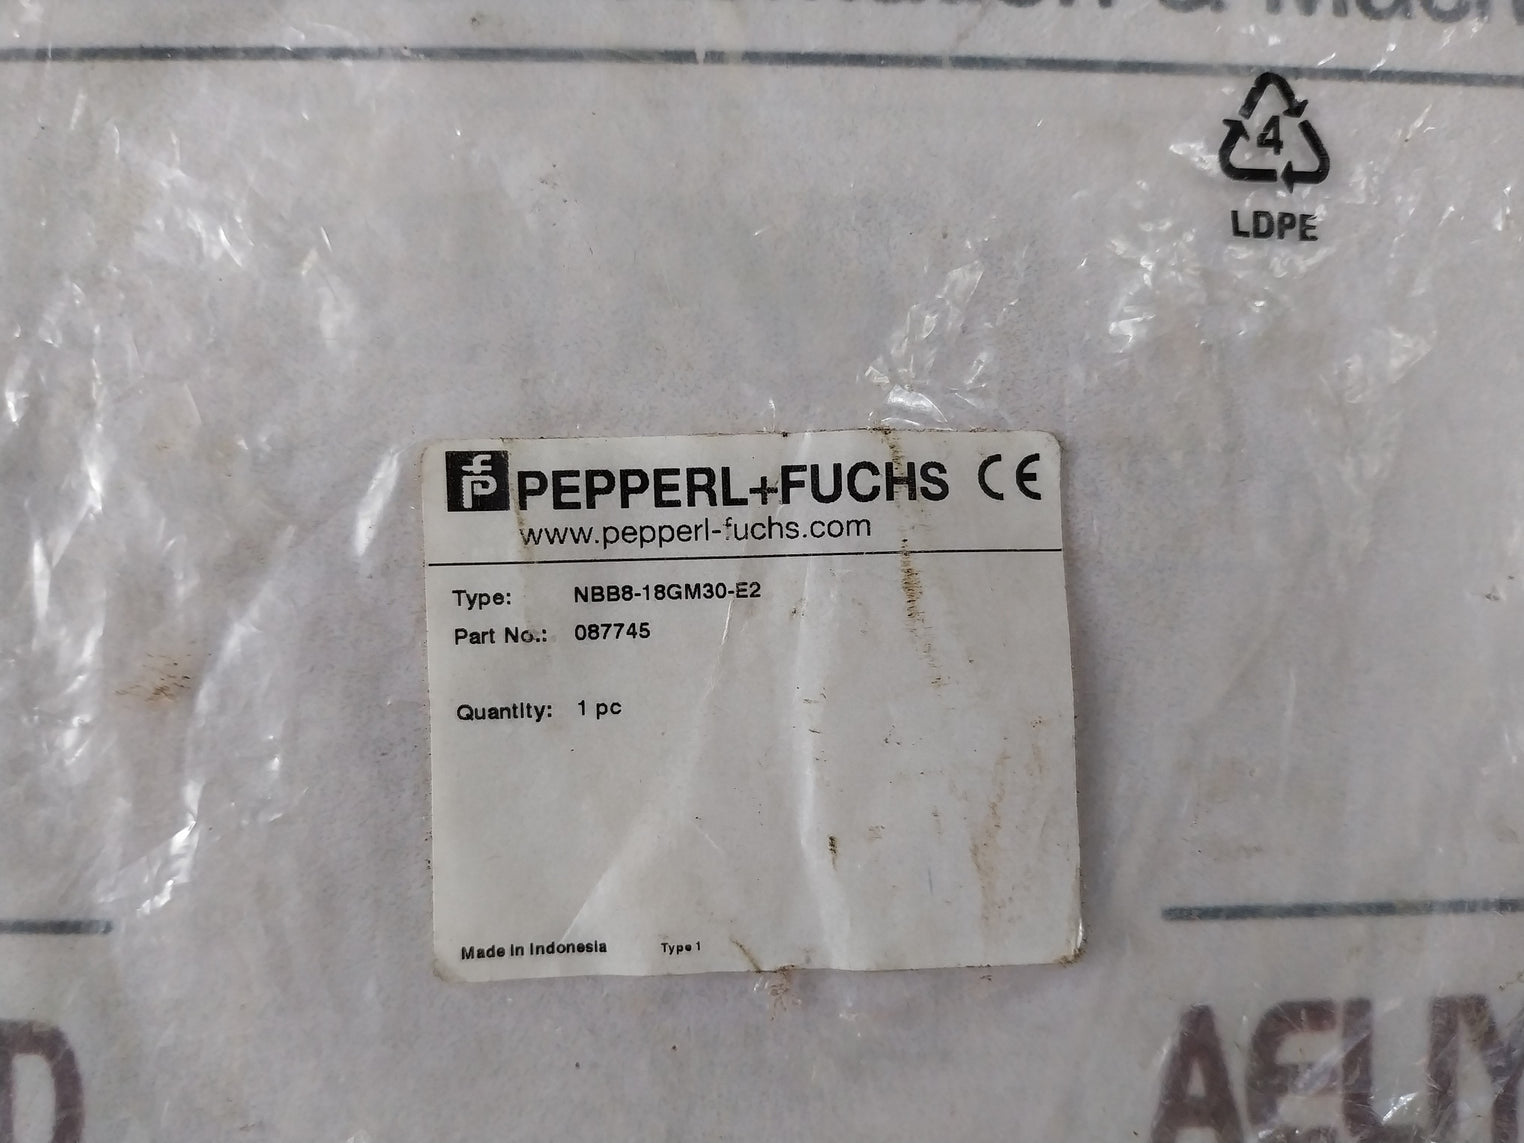 4
LDPE
fp PEPPERL+FUCHS CE
www.pepperl-fuchs.com
Type: NBB8-18GM30-E2
Part No.: 087745
Quantity: 1 pc
Made in Indonesia Type 1